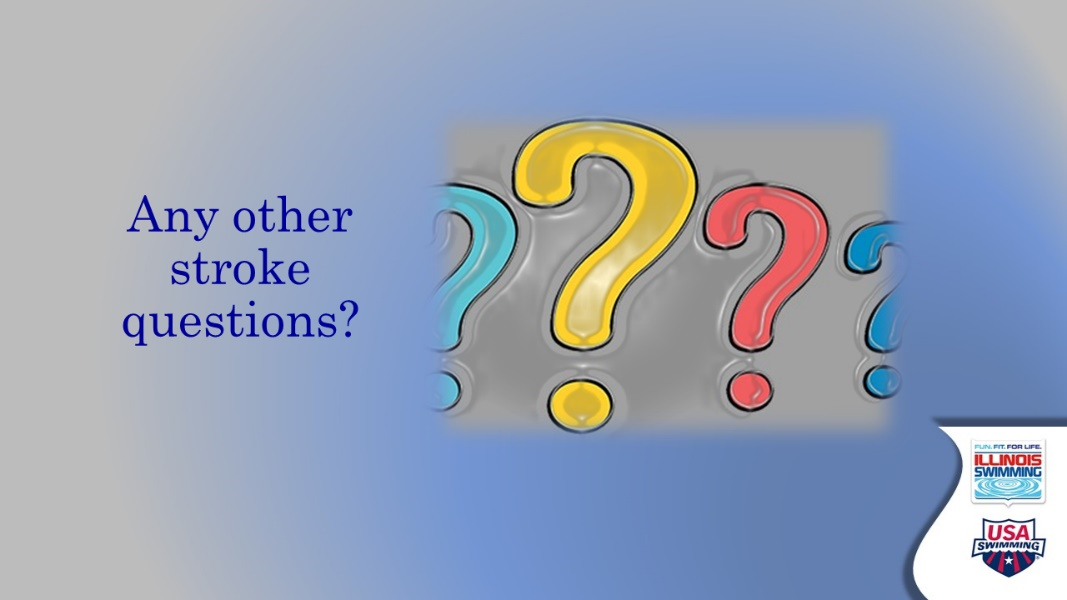 Any other
stroke
questions?
FUN. FIT. FOR LIFE.
ILLINOIS
SWIMMING
USA
SWIMMING